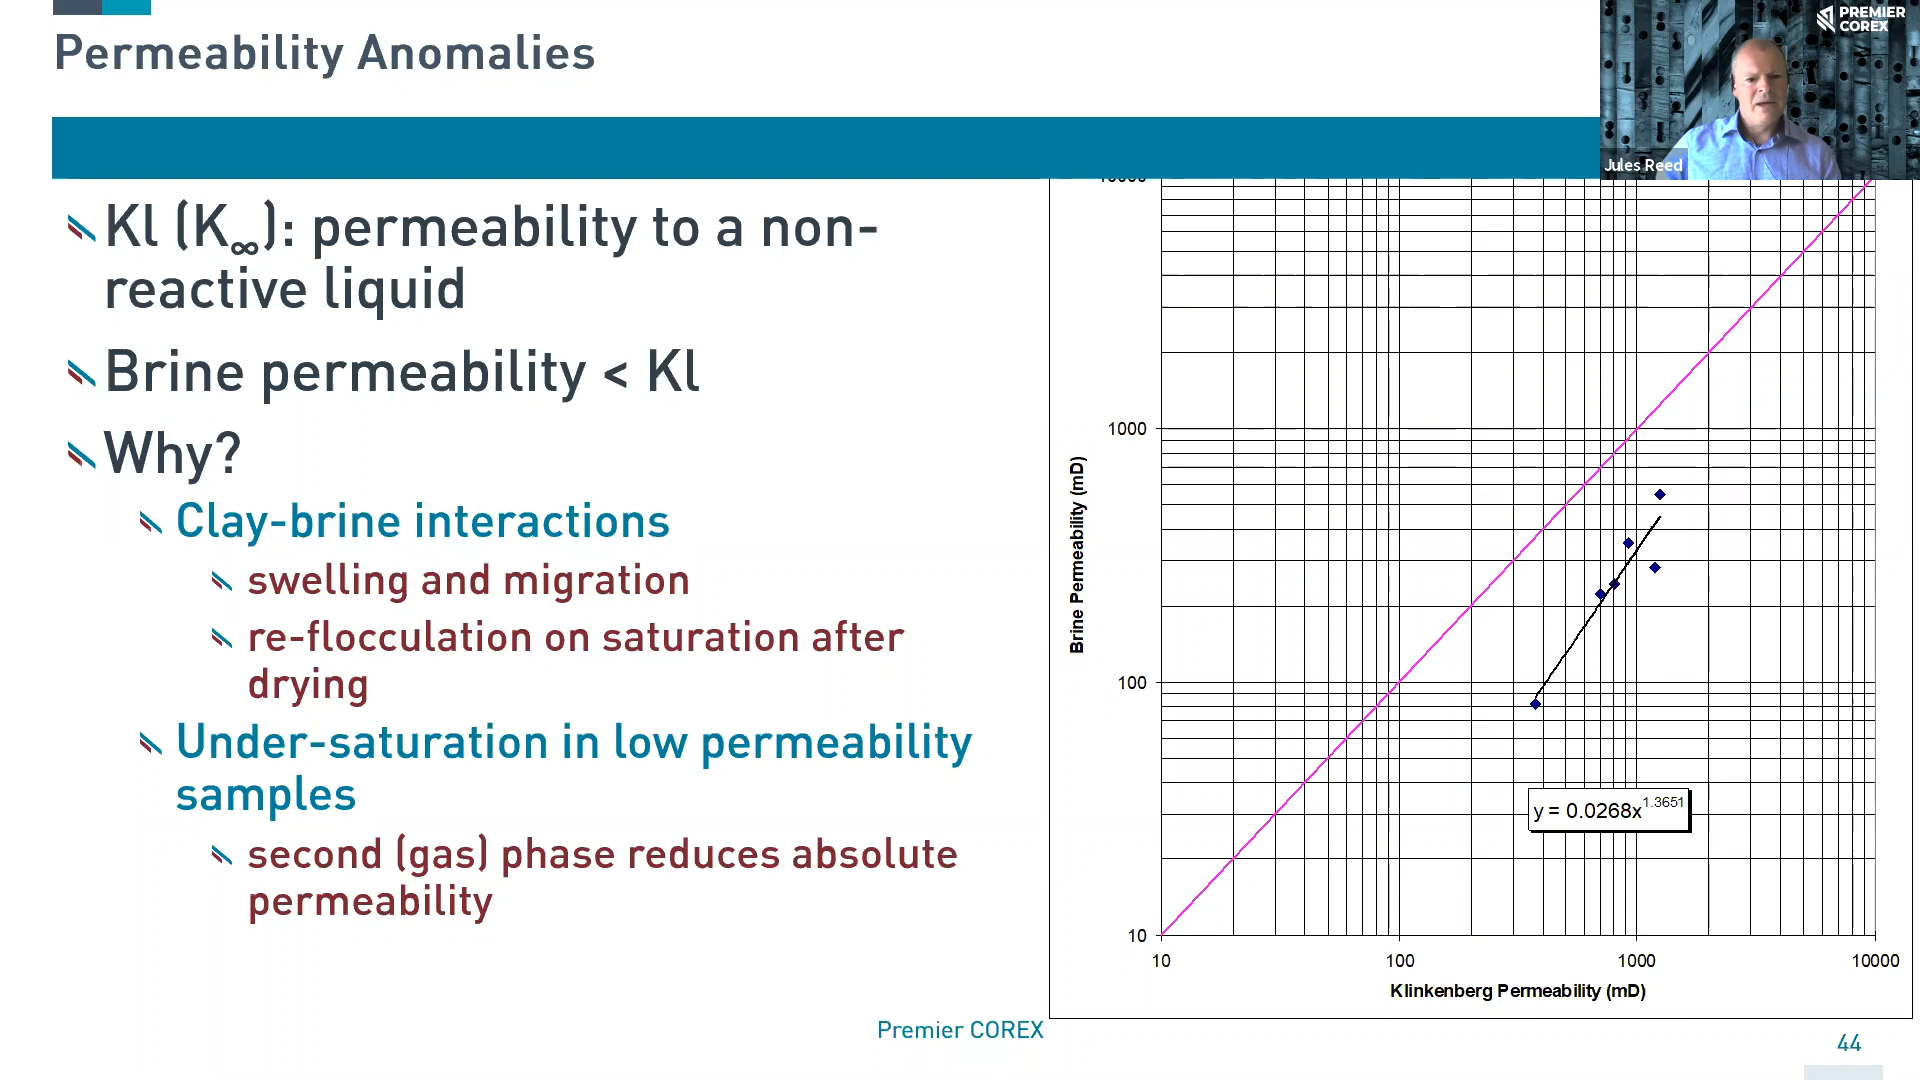 Permeability Anomalies
PREMIER
COREX
Jules Reed
Kl (K∞): permeability to a non-
reactive liquid
Brine permeability < Kl
Why?
Clay-brine interactions
swelling and migration
re-flocculation on saturation after
drying
Under-saturation in low permeability
samples
second (gas) phase reduces absolute
permeability
10000
1000
100
10
Brine Permeability (mD)
y = 0.0268x^1.3651
10 100 1000 10000
Klinkenberg Permeability (mD)
Premier COREX
44